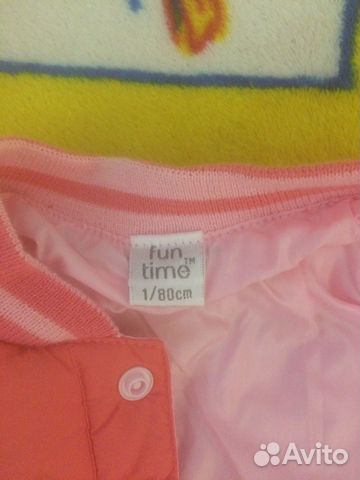 fun
time™
1/80cm
Avito